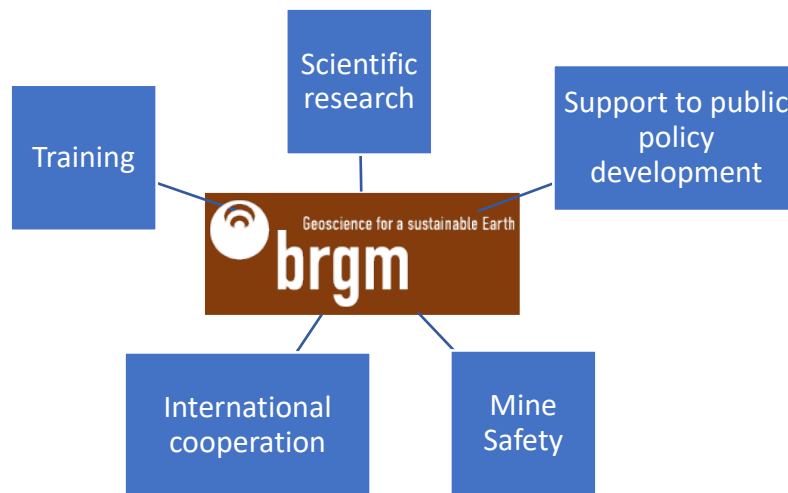 Scientific
research
Training
Support to public
policy
development
Geoscience for a sustainable Earth
brgm
International
cooperation
Mine
Safety